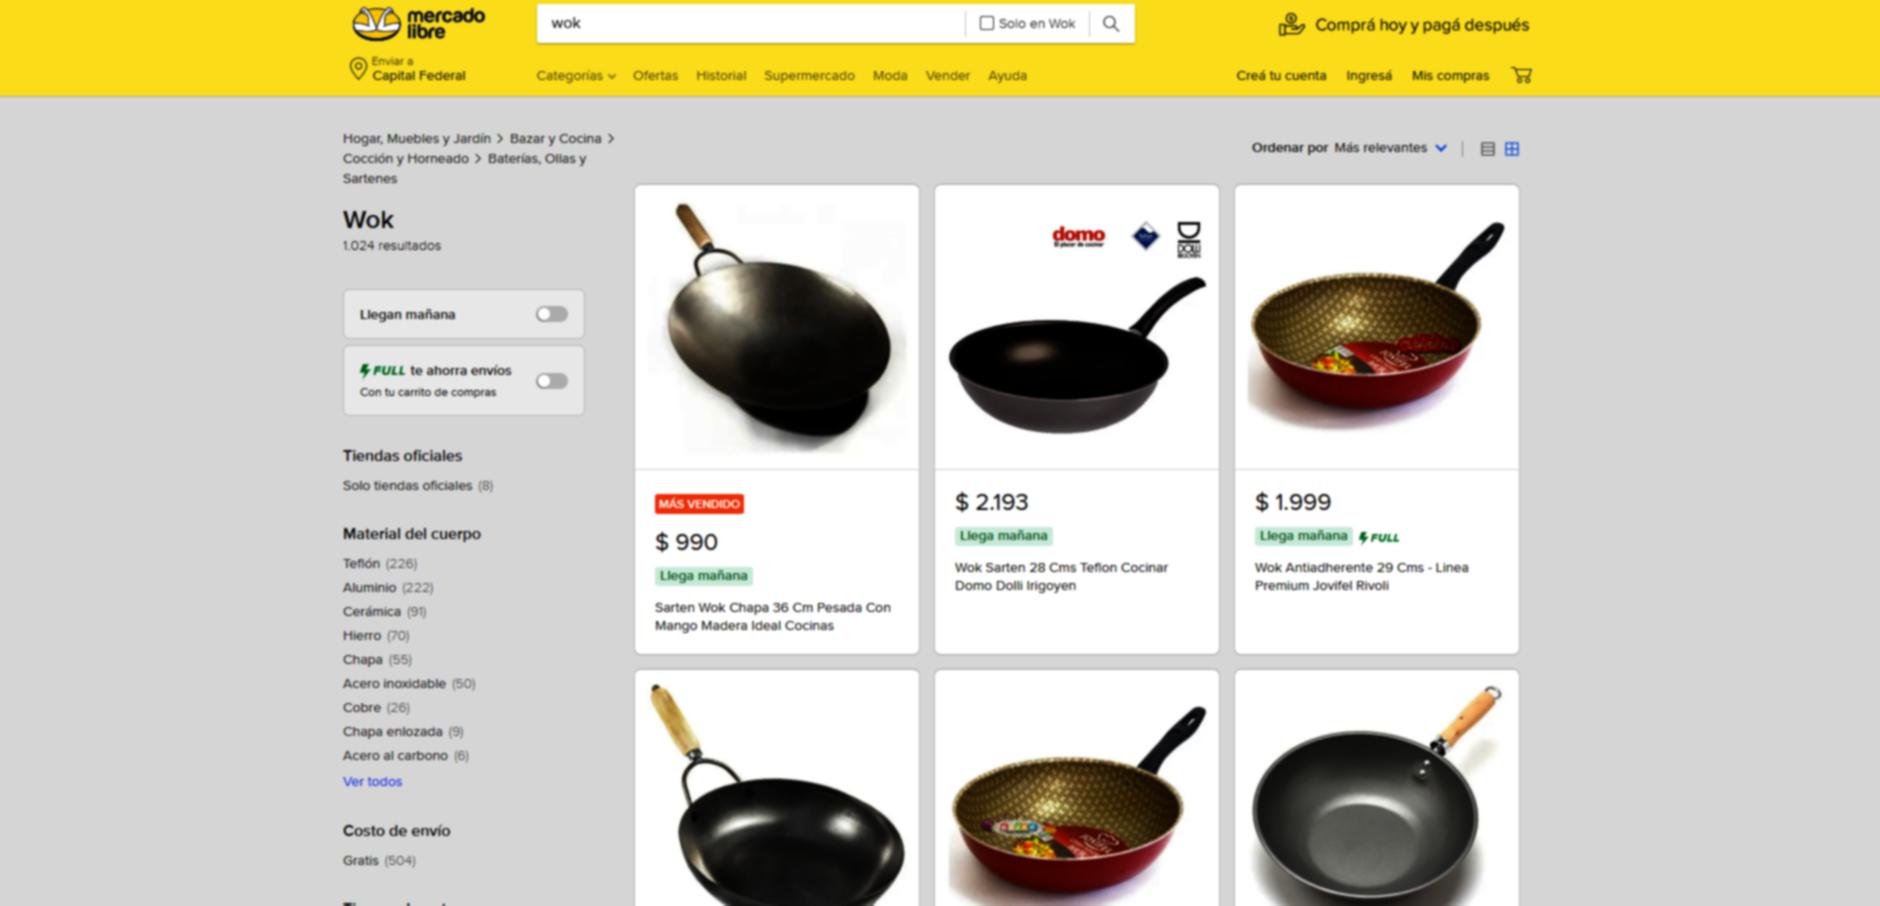 mercado
libre
wok
Solo en Wok
Comprá hoy y pagá después
Enviar a
Capital Federal
Categorías
Ofertas
Historial
Supermercado
Moda
Vender
Ayuda
Creá tu cuenta
Ingresá
Mis compras
Hogar, Muebles y Jardín > Bazar y Cocina >
Cocción y Horneado > Baterías, Ollas y
Sartenes
Ordenar por Más relevantes
Wok
1.024 resultados
Llegan mañana
FULL te ahorra envíos
Con tu carrito de compras
Tiendas oficiales
Solo tiendas oficiales (8)
Material del cuerpo
Teflón (226)
Aluminio (222)
Cerámica (91)
Hierro (70)
Chapa (55)
Acero inoxidable (50)
Cobre (26)
Chapa enlozada (9)
Acero al carbono (6)
Ver todos
Costo de envío
Gratis (504)
MÁS VENDIDO
$ 990
Llega mañana
Sarten Wok Chapa 36 Cm Pesada Con
Mango Madera Ideal Cocinas
domo
El placer de cocinar
$ 2.193
Llega mañana
Wok Sarten 28 Cms Teflon Cocinar
Domo Dolli Irigoyen
$ 1.999
Llega mañana FULL
Wok Antiadherente 29 Cms - Linea
Premium Jovifel Rivoli